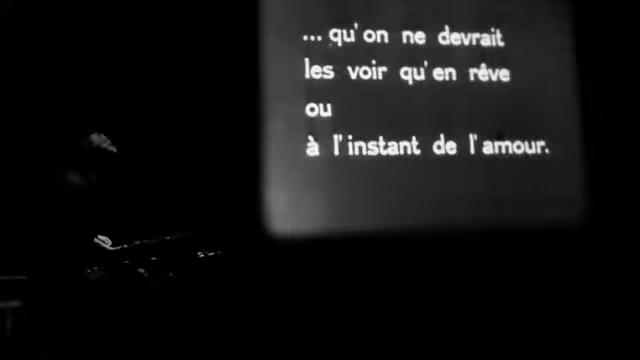 ... qu'on ne devrait
les voir qu'en rêve
ou
à l'instant de l'amour.